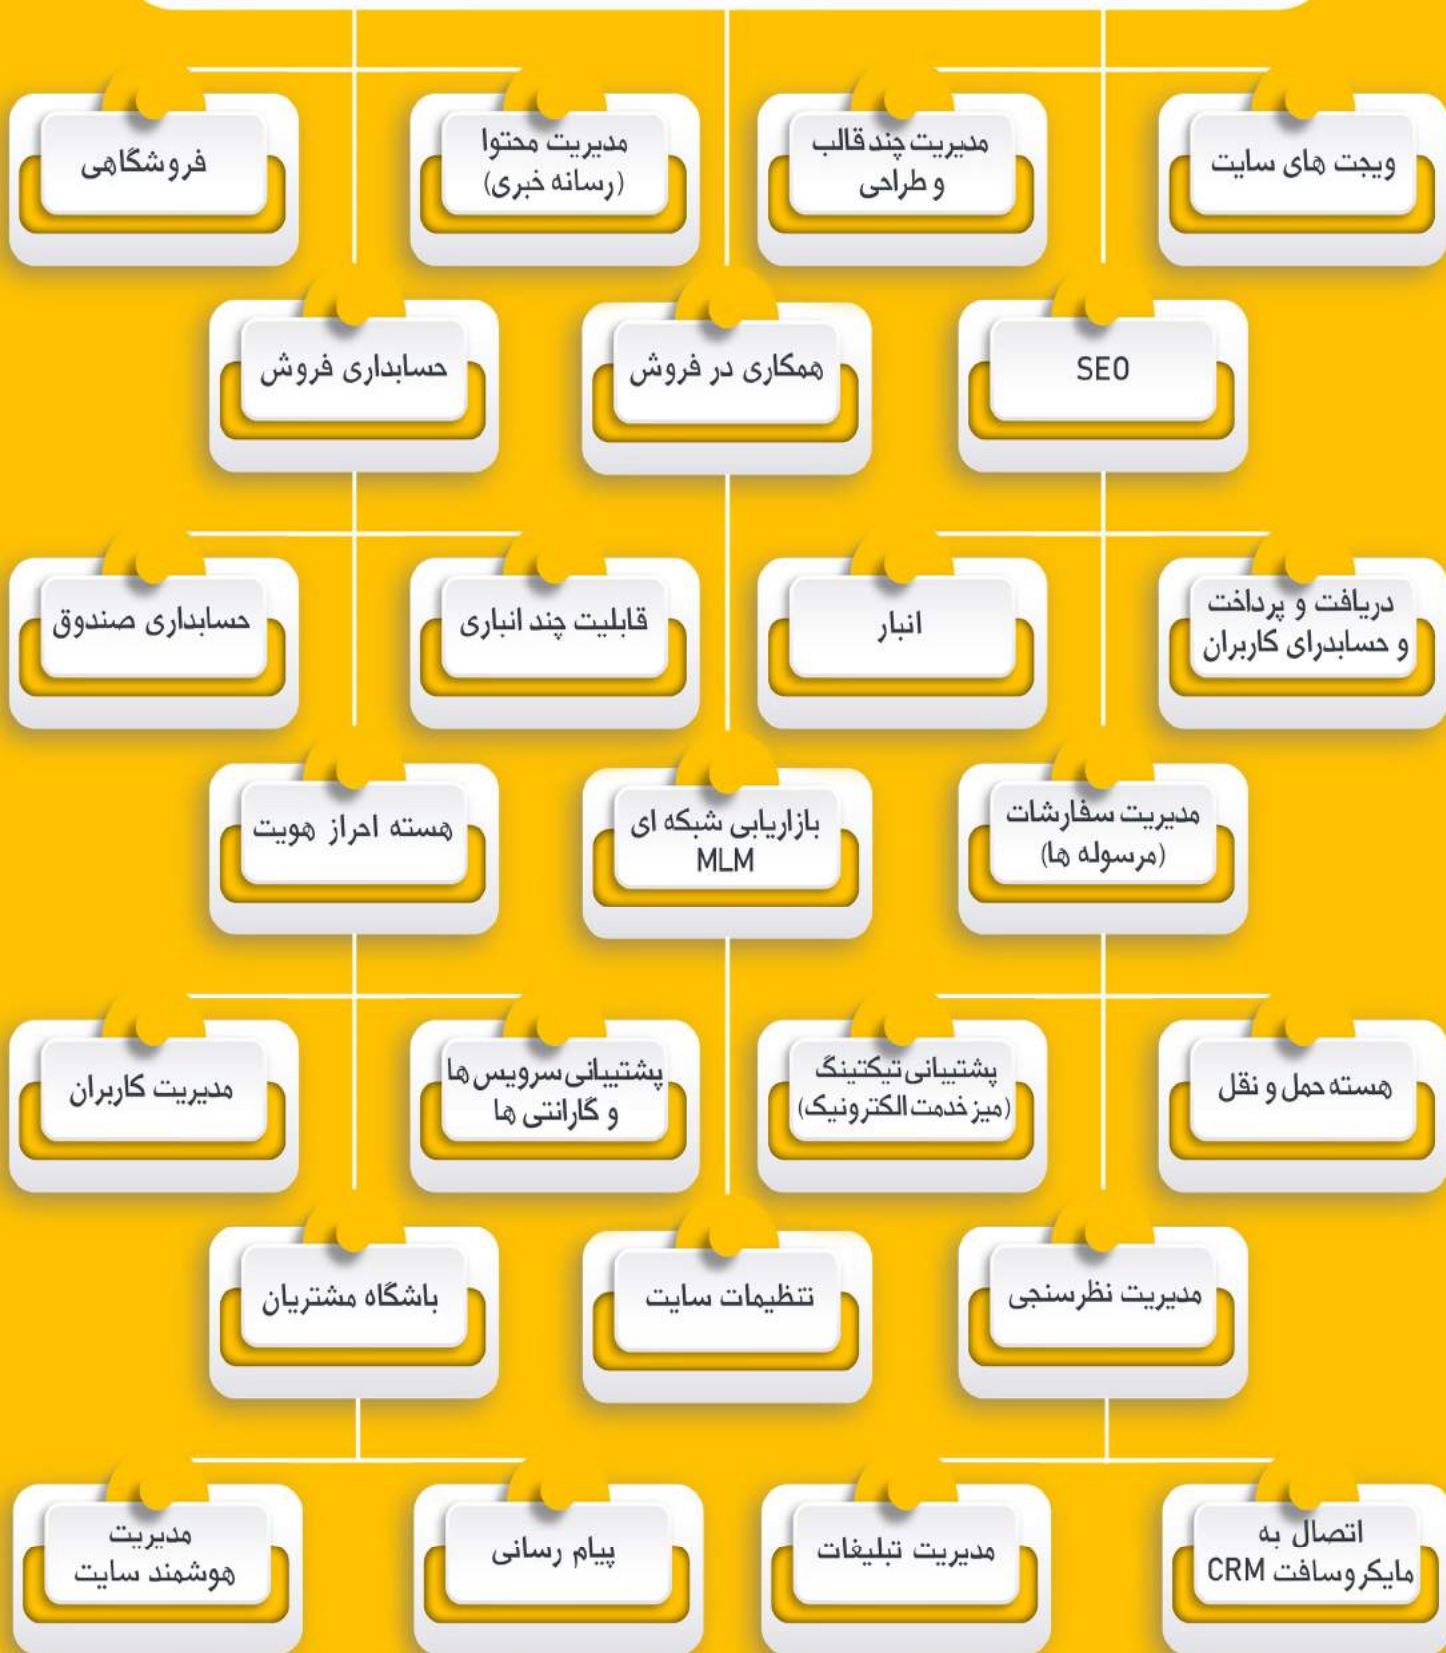 ویجت های سایت
مدیریت چند قالب
و طراحی
مدیریت محتوا
(رسانه خبری)
فروشگاهی
SEO
همکاری در فروش
حسابداری فروش
دریافت و پرداخت
و حسابدرای کاربران
انبار
قابلیت چند انباری
حسابداری صندوق
مدیریت سفارشات
(مرسوله ها)
بازاریابی شبکه ای
MLM
هسته احراز هویت
هسته حمل و نقل
پشتیبانی تیکتینگ
(میز خدمت الکترونیک)
پشتیبانی سرویس ها
و گارانتی ها
مدیریت کاربران
مدیریت نظرسنجی
تنظیمات سایت
باشگاه مشتریان
اتصال به
مایکروسافت CRM
مدیریت تبلیغات
پیام رسانی
مدیریت
هوشمند سایت